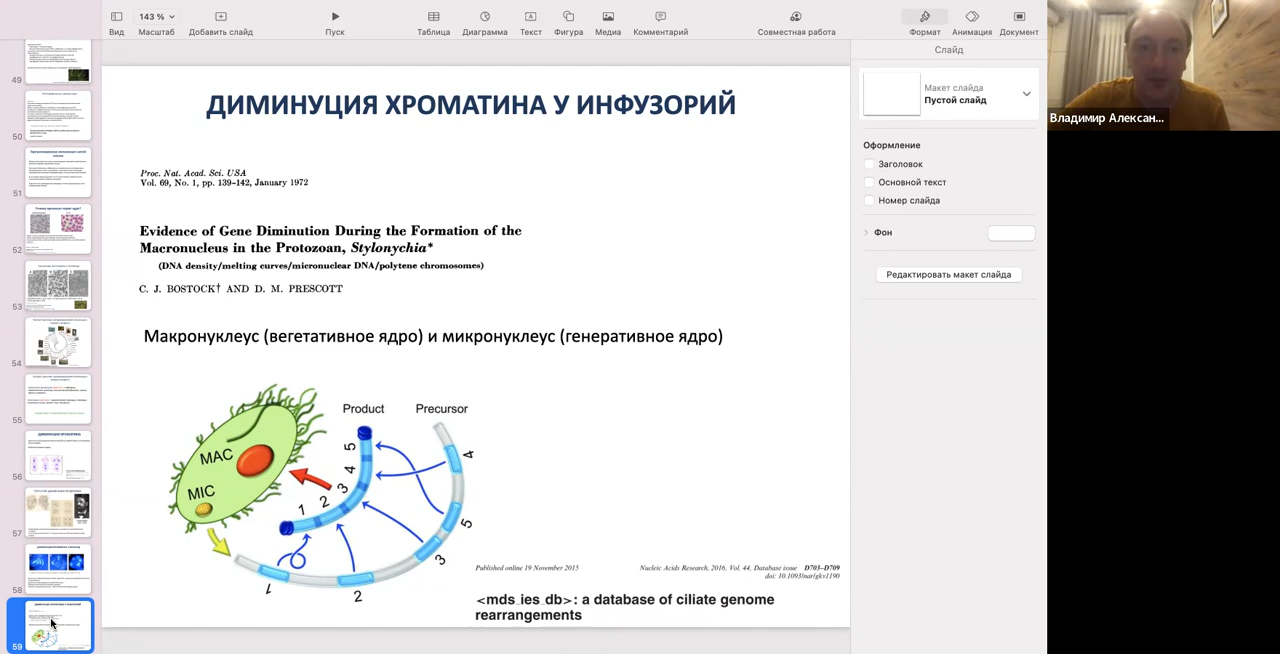 143 %
Вид
Масштаб
Добавить слайд
Пуск
Таблица
Диаграмма
Текст
Фигура
Медиа
Комментарий
Совместная работа
Формат
Анимация
Документ
49
50
51
52
53
54
55
56
57
58
59
ДИМИНУЦИЯ ХРОМАТИНА У ИНФУЗОРИЙ
Proc. Nat. Acad. Sci. USA
Vol. 69, No. 1, pp. 139-142, January 1972
Evidence of Gene Diminution During the Formation of the
Macronucleus in the Protozoan, Stylonychia*
(DNA density/melting curves/micronuclear DNA/polytene chromosomes)
C. J. BOSTOCK† AND D. M. PRESCOTT
Макронуклеус (вегетативное ядро) и микронуклеус (генеративное ядро)
Product
Precursor
MAC
MIC
1
2
3
4
5
1
2
3
5
4
Published online 19 November 2015
Nucleic Acids Research, 2016, Vol. 44, Database issue D703–D709
doi: 10.1093/nar/gkv1190
<mds_ies_db>: a database of ciliate genome
rearrangements
Слайд
Макет слайда
Пустой слайд
Оформление
Заголовок
Основной текст
Номер слайда
Фон
Редактировать макет слайда
Владимир Алексан...